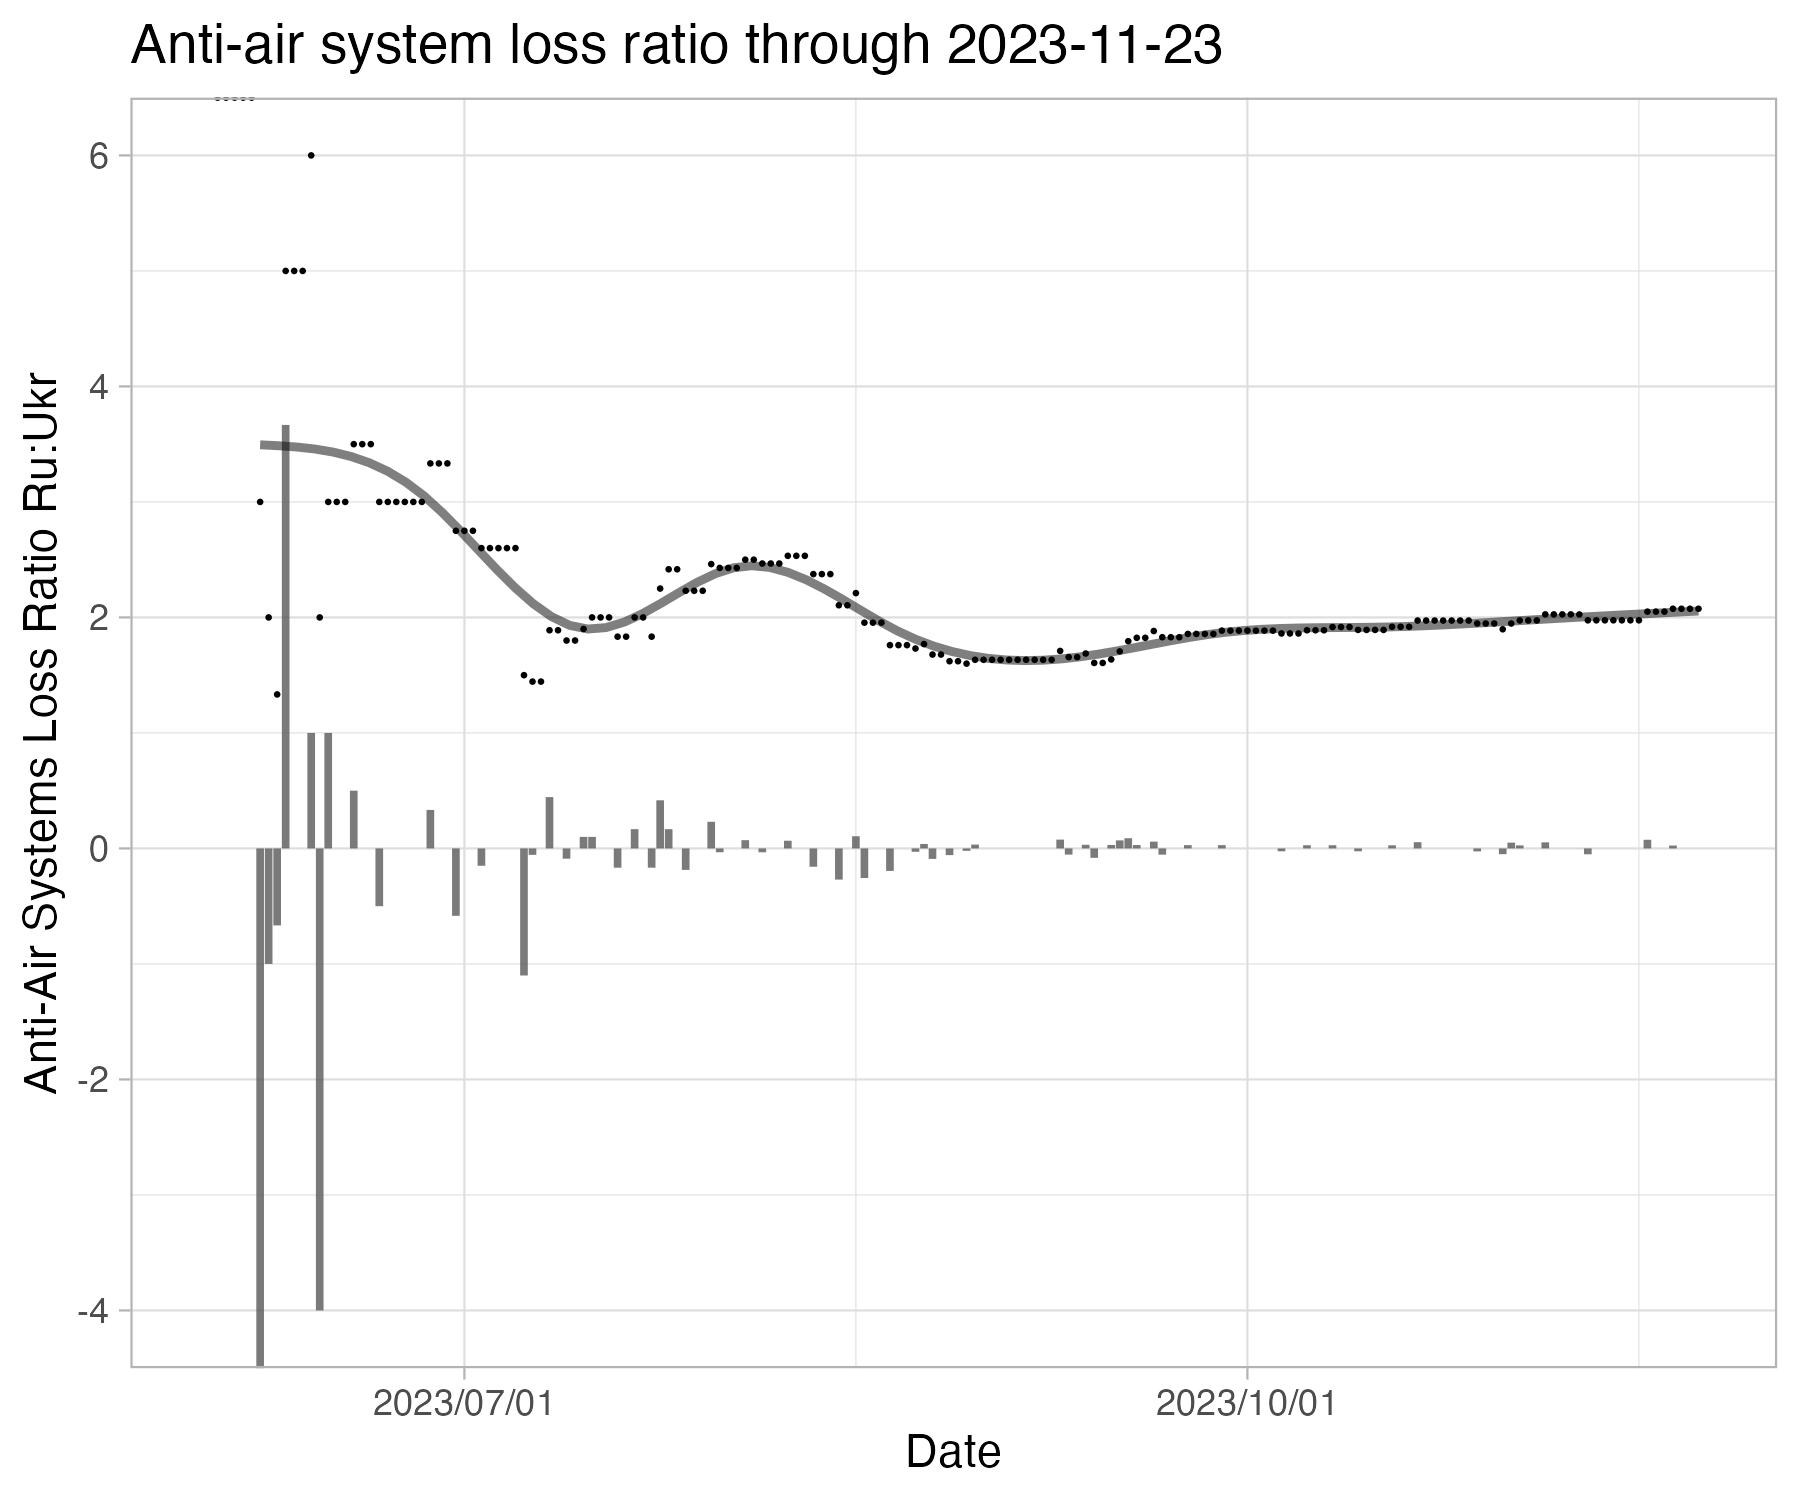 Anti-air system loss ratio through 2023-11-23
Anti-Air Systems Loss Ratio Ru:Ukr
6
4
2
0
-2
-4
2023/07/01
2023/10/01
Date